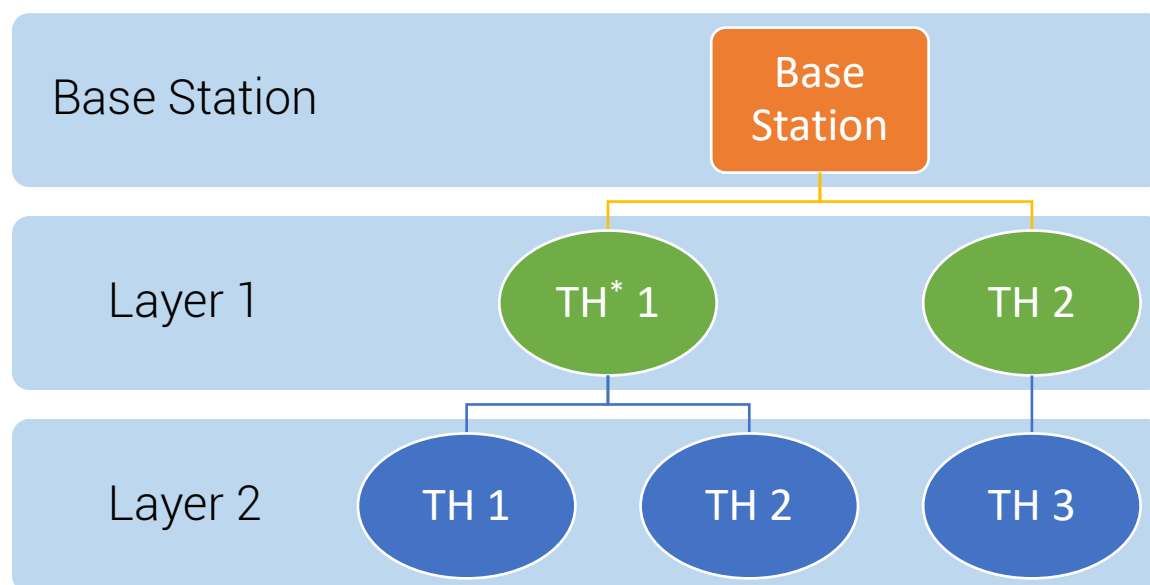 Base Station
Base
Station
Layer 1
TH* 1
TH 2
Layer 2
TH 1
TH 2
TH 3